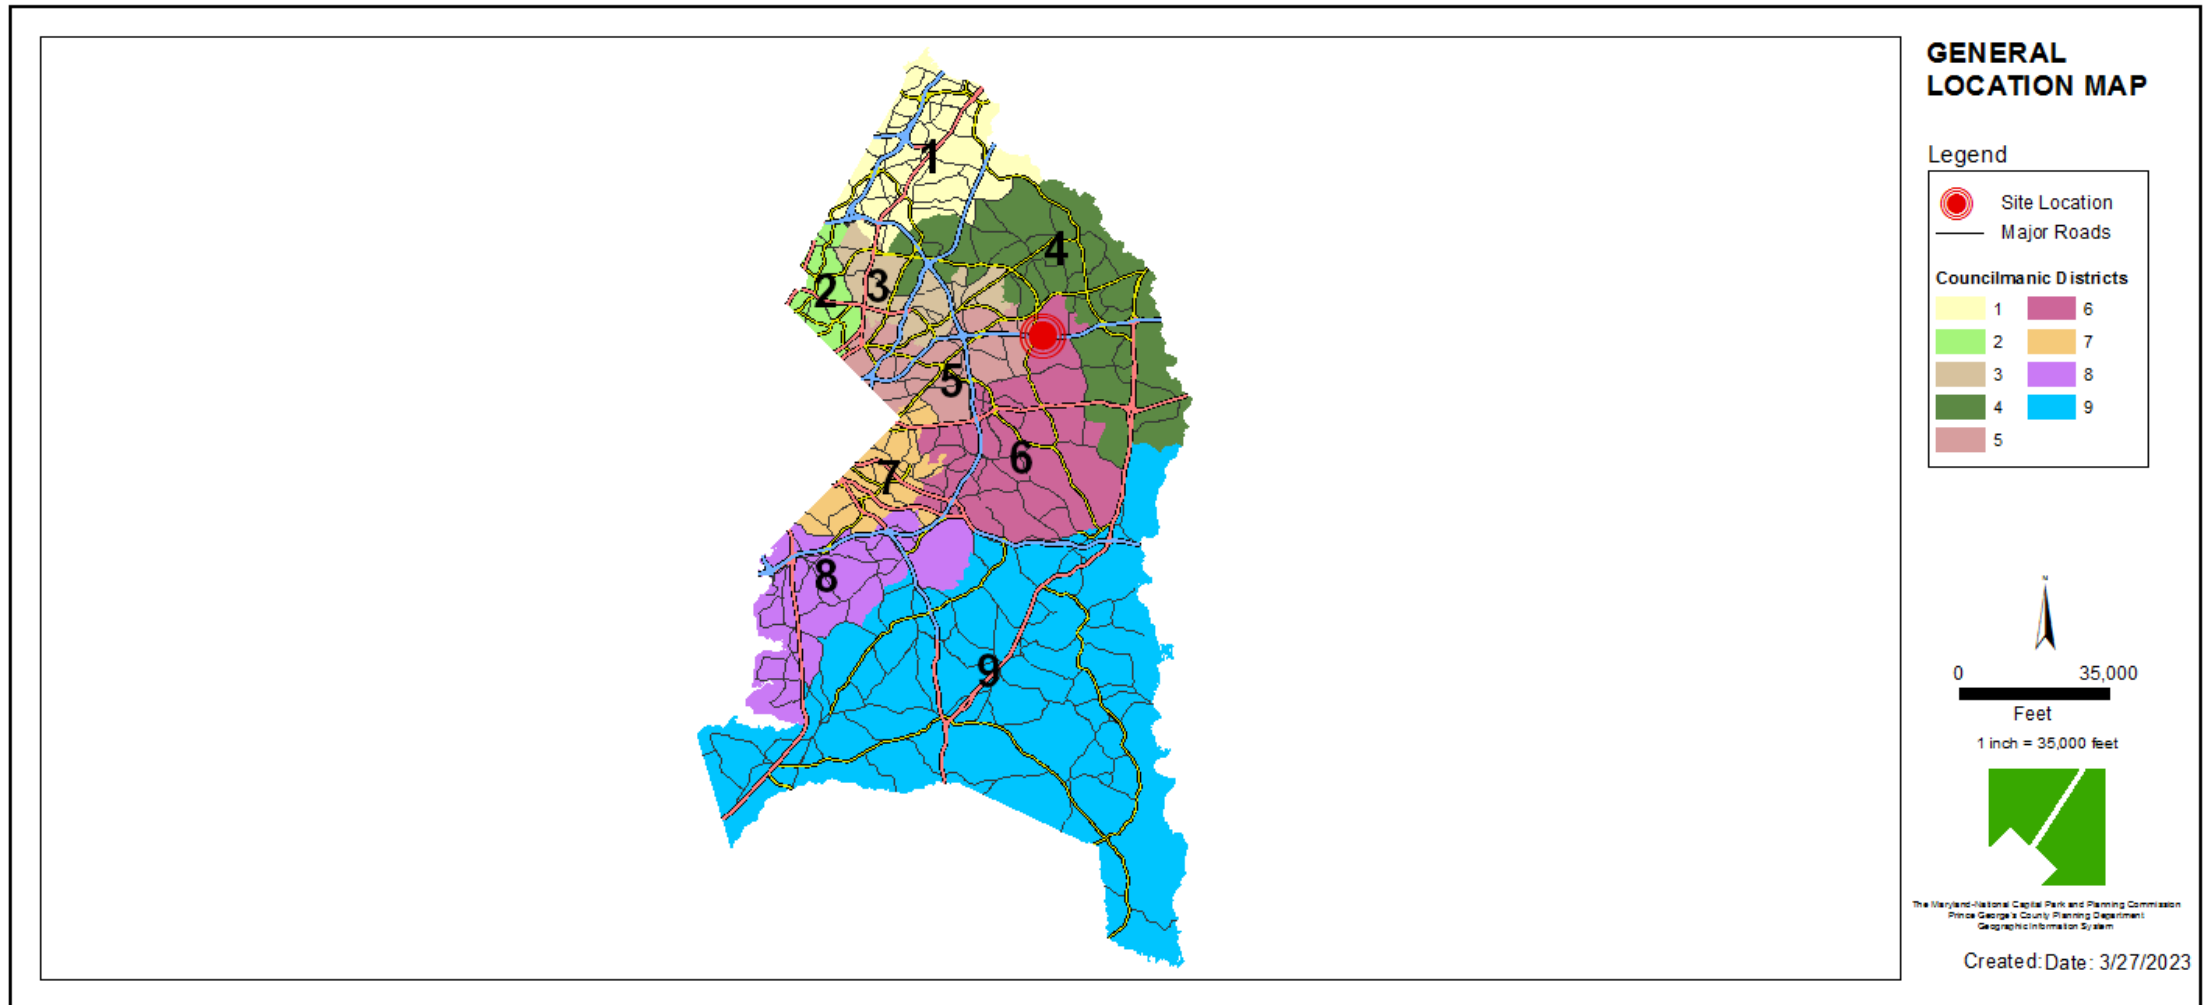 GENERAL
LOCATION MAP
Legend
Site Location
Major Roads
Councilmanic Districts
1 6
2 7
3 8
4 9
5
1
4
2
3
5
6
7
8
9
N
0 35,000
Feet
1 inch = 35,000 feet
The Maryland-National Capital Park and Planning Commission
Prince George's County Planning Department
Geographic Information System
Created: Date: 3/27/2023